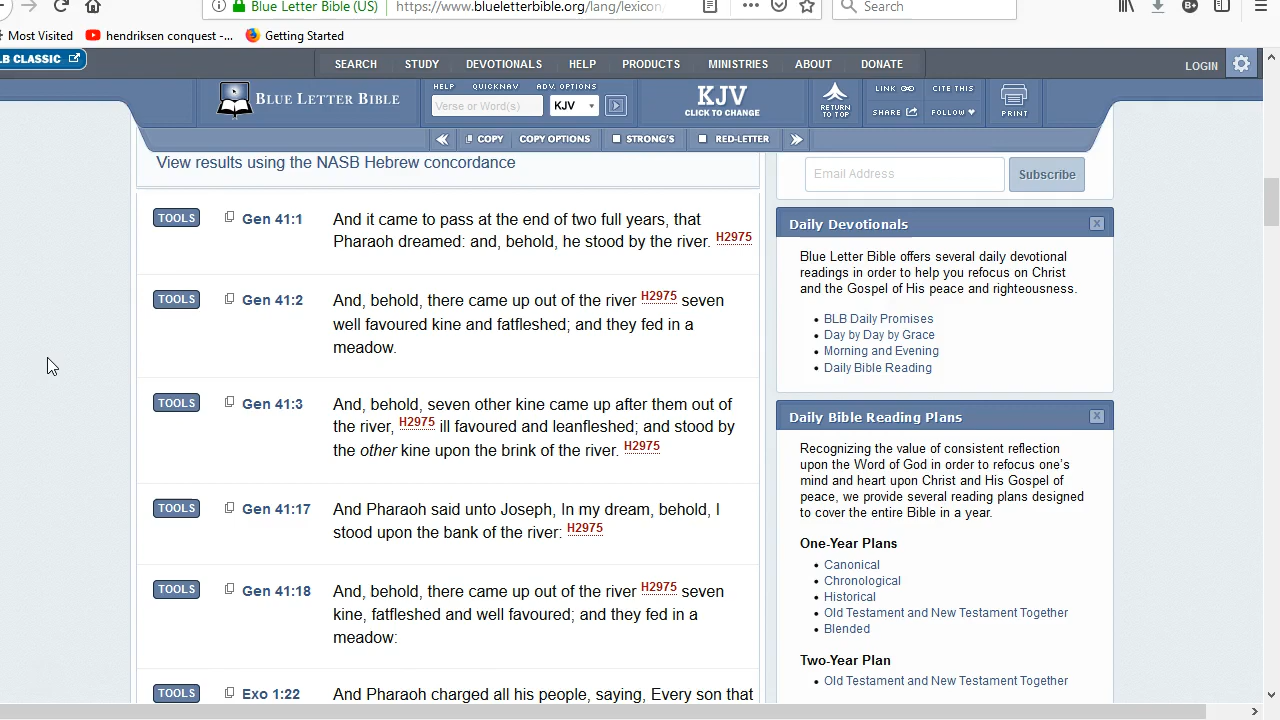 Blue Letter Bible (US) https://www.blueletterbible.org/lang/lexicon Search
Most Visited hendriksen conquest -... Getting Started
LB CLASSIC
SEARCH STUDY DEVOTIONALS HELP PRODUCTS MINISTRIES ABOUT DONATE LOGIN
BLUE LETTER BIBLE
HELP QUICKNAV ADV. OPTIONS
Verse or Word(s) KJV
KJV
CLICK TO CHANGE
RETURN
TO TOP
LINK CITE THIS
SHARE FOLLOW
PRINT
COPY COPY OPTIONS STRONG'S RED-LETTER
View results using the NASB Hebrew concordance
TOOLS Gen 41:1 And it came to pass at the end of two full years, that
Pharaoh dreamed: and, behold, he stood by the river. H2975
TOOLS Gen 41:2 And, behold, there came up out of the river H2975 seven
well favoured kine and fatfleshed; and they fed in a
meadow.
TOOLS Gen 41:3 And, behold, seven other kine came up after them out of
the river, H2975 ill favoured and leanfleshed; and stood by
the other kine upon the brink of the river. H2975
TOOLS Gen 41:17 And Pharaoh said unto Joseph, In my dream, behold, I
stood upon the bank of the river: H2975
TOOLS Gen 41:18 And, behold, there came up out of the river H2975 seven
kine, fatfleshed and well favoured; and they fed in a
meadow:
TOOLS Exo 1:22 And Pharaoh charged all his people, saying, Every son that
Email Address Subscribe
Daily Devotionals
Blue Letter Bible offers several daily devotional
readings in order to help you refocus on Christ
and the Gospel of His peace and righteousness.
BLB Daily Promises
Day by Day by Grace
Morning and Evening
Daily Bible Reading
Daily Bible Reading Plans
Recognizing the value of consistent reflection
upon the Word of God in order to refocus one's
mind and heart upon Christ and His Gospel of
peace, we provide several reading plans designed
to cover the entire Bible in a year.
One-Year Plans
Canonical
Chronological
Historical
Old Testament and New Testament Together
Blended
Two-Year Plan
Old Testament and New Testament Together